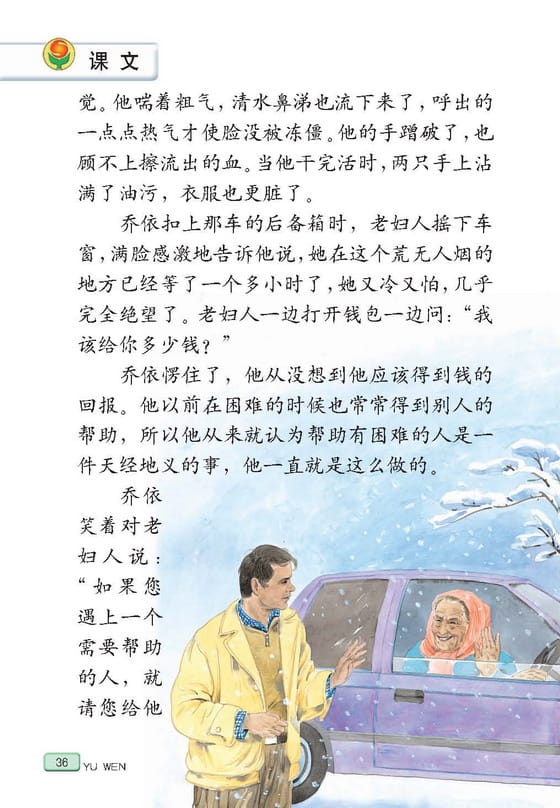 课文
觉。他喘着粗气，清水鼻涕也流下来了，呼出的
一点点热气才使脸没被冻僵。他的手蹭破了，也
顾不上擦流出的血。当他干完活时，两只手上沾
满了油污，衣服也更脏了。
乔依扣上那车的后备箱时，老妇人摇下车
窗，满脸感激地告诉他说，她在这个荒无人烟的
地方已经等了一个多小时了，她又冷又怕，几乎
完全绝望了。老妇人一边打开钱包一边问：“我
该给你多少钱？”
乔依愣住了，他从没想到他应该得到钱的
回报。他以前在困难的时候也常常得到别人的
帮助，所以他从来就认为帮助有困难的人是一
件天经地义的事，他一直就是这么做的。
乔依
笑着对老
妇人说：
“如果您
遇上一个
需要帮助
的人，就
请您给他
36
YU WEN